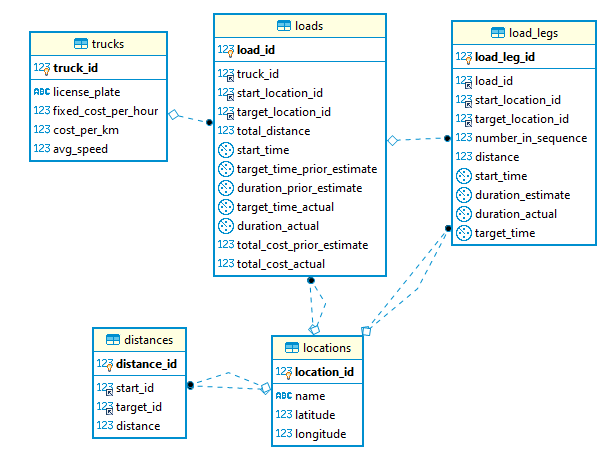 trucks
123 truck_id
ABC license_plate
123 fixed_cost_per_hour
123 cost_per_km
123 avg_speed
loads
123 load_id
123 truck_id
123 start_location_id
123 target_location_id
123 total_distance
start_time
target_time_prior_estimate
duration_prior_estimate
target_time_actual
duration_actual
123 total_cost_prior_estimate
123 total_cost_actual
load_legs
123 load_leg_id
123 load_id
123 start_location_id
123 target_location_id
123 number_in_sequence
123 distance
start_time
duration_estimate
duration_actual
target_time
distances
123 distance_id
123 start_id
123 target_id
123 distance
locations
123 location_id
ABC name
123 latitude
123 longitude